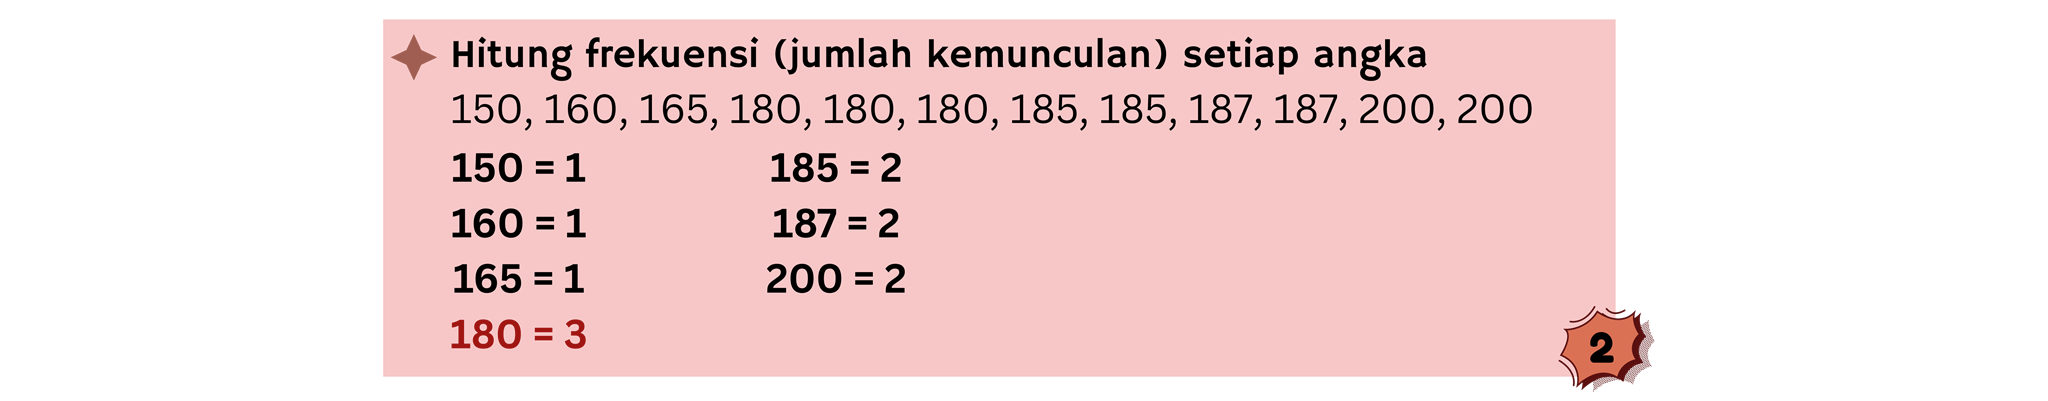 Hitung frekuensi (jumlah kemunculan) setiap angka
150, 160, 165, 180, 180, 180, 185, 185, 187, 187, 200, 200
150 = 1
160 = 1
165 = 1
180 = 3
185 = 2
187 = 2
200 = 2
2